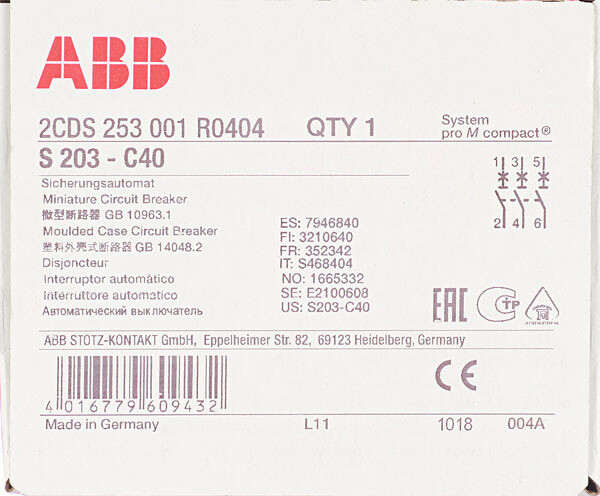 ABB
2CDS 253 001 R0404 QTY 1 System pro M compact®
S 203 - C40
1 3 5
2 4 6
Sicherungsautomat
Miniature Circuit Breaker
微型断路器 GB 10963.1
Moulded Case Circuit Breaker
塑料外壳式断路器 GB 14048.2
Disjoncteur
Interruptor automático
Interruttore automatico
Автоматический выключатель
ES: 7946840
FI: 3210640
FR: 352342
IT: S468404
NO: 1665332
SE: E2100608
US: S203-C40
EAC
CTP
ABB STOTZ-KONTAKT GmbH, Eppelheimer Str. 82, 69123 Heidelberg, Germany
4 016779 609432
CE
Made in Germany L11 1018 004A